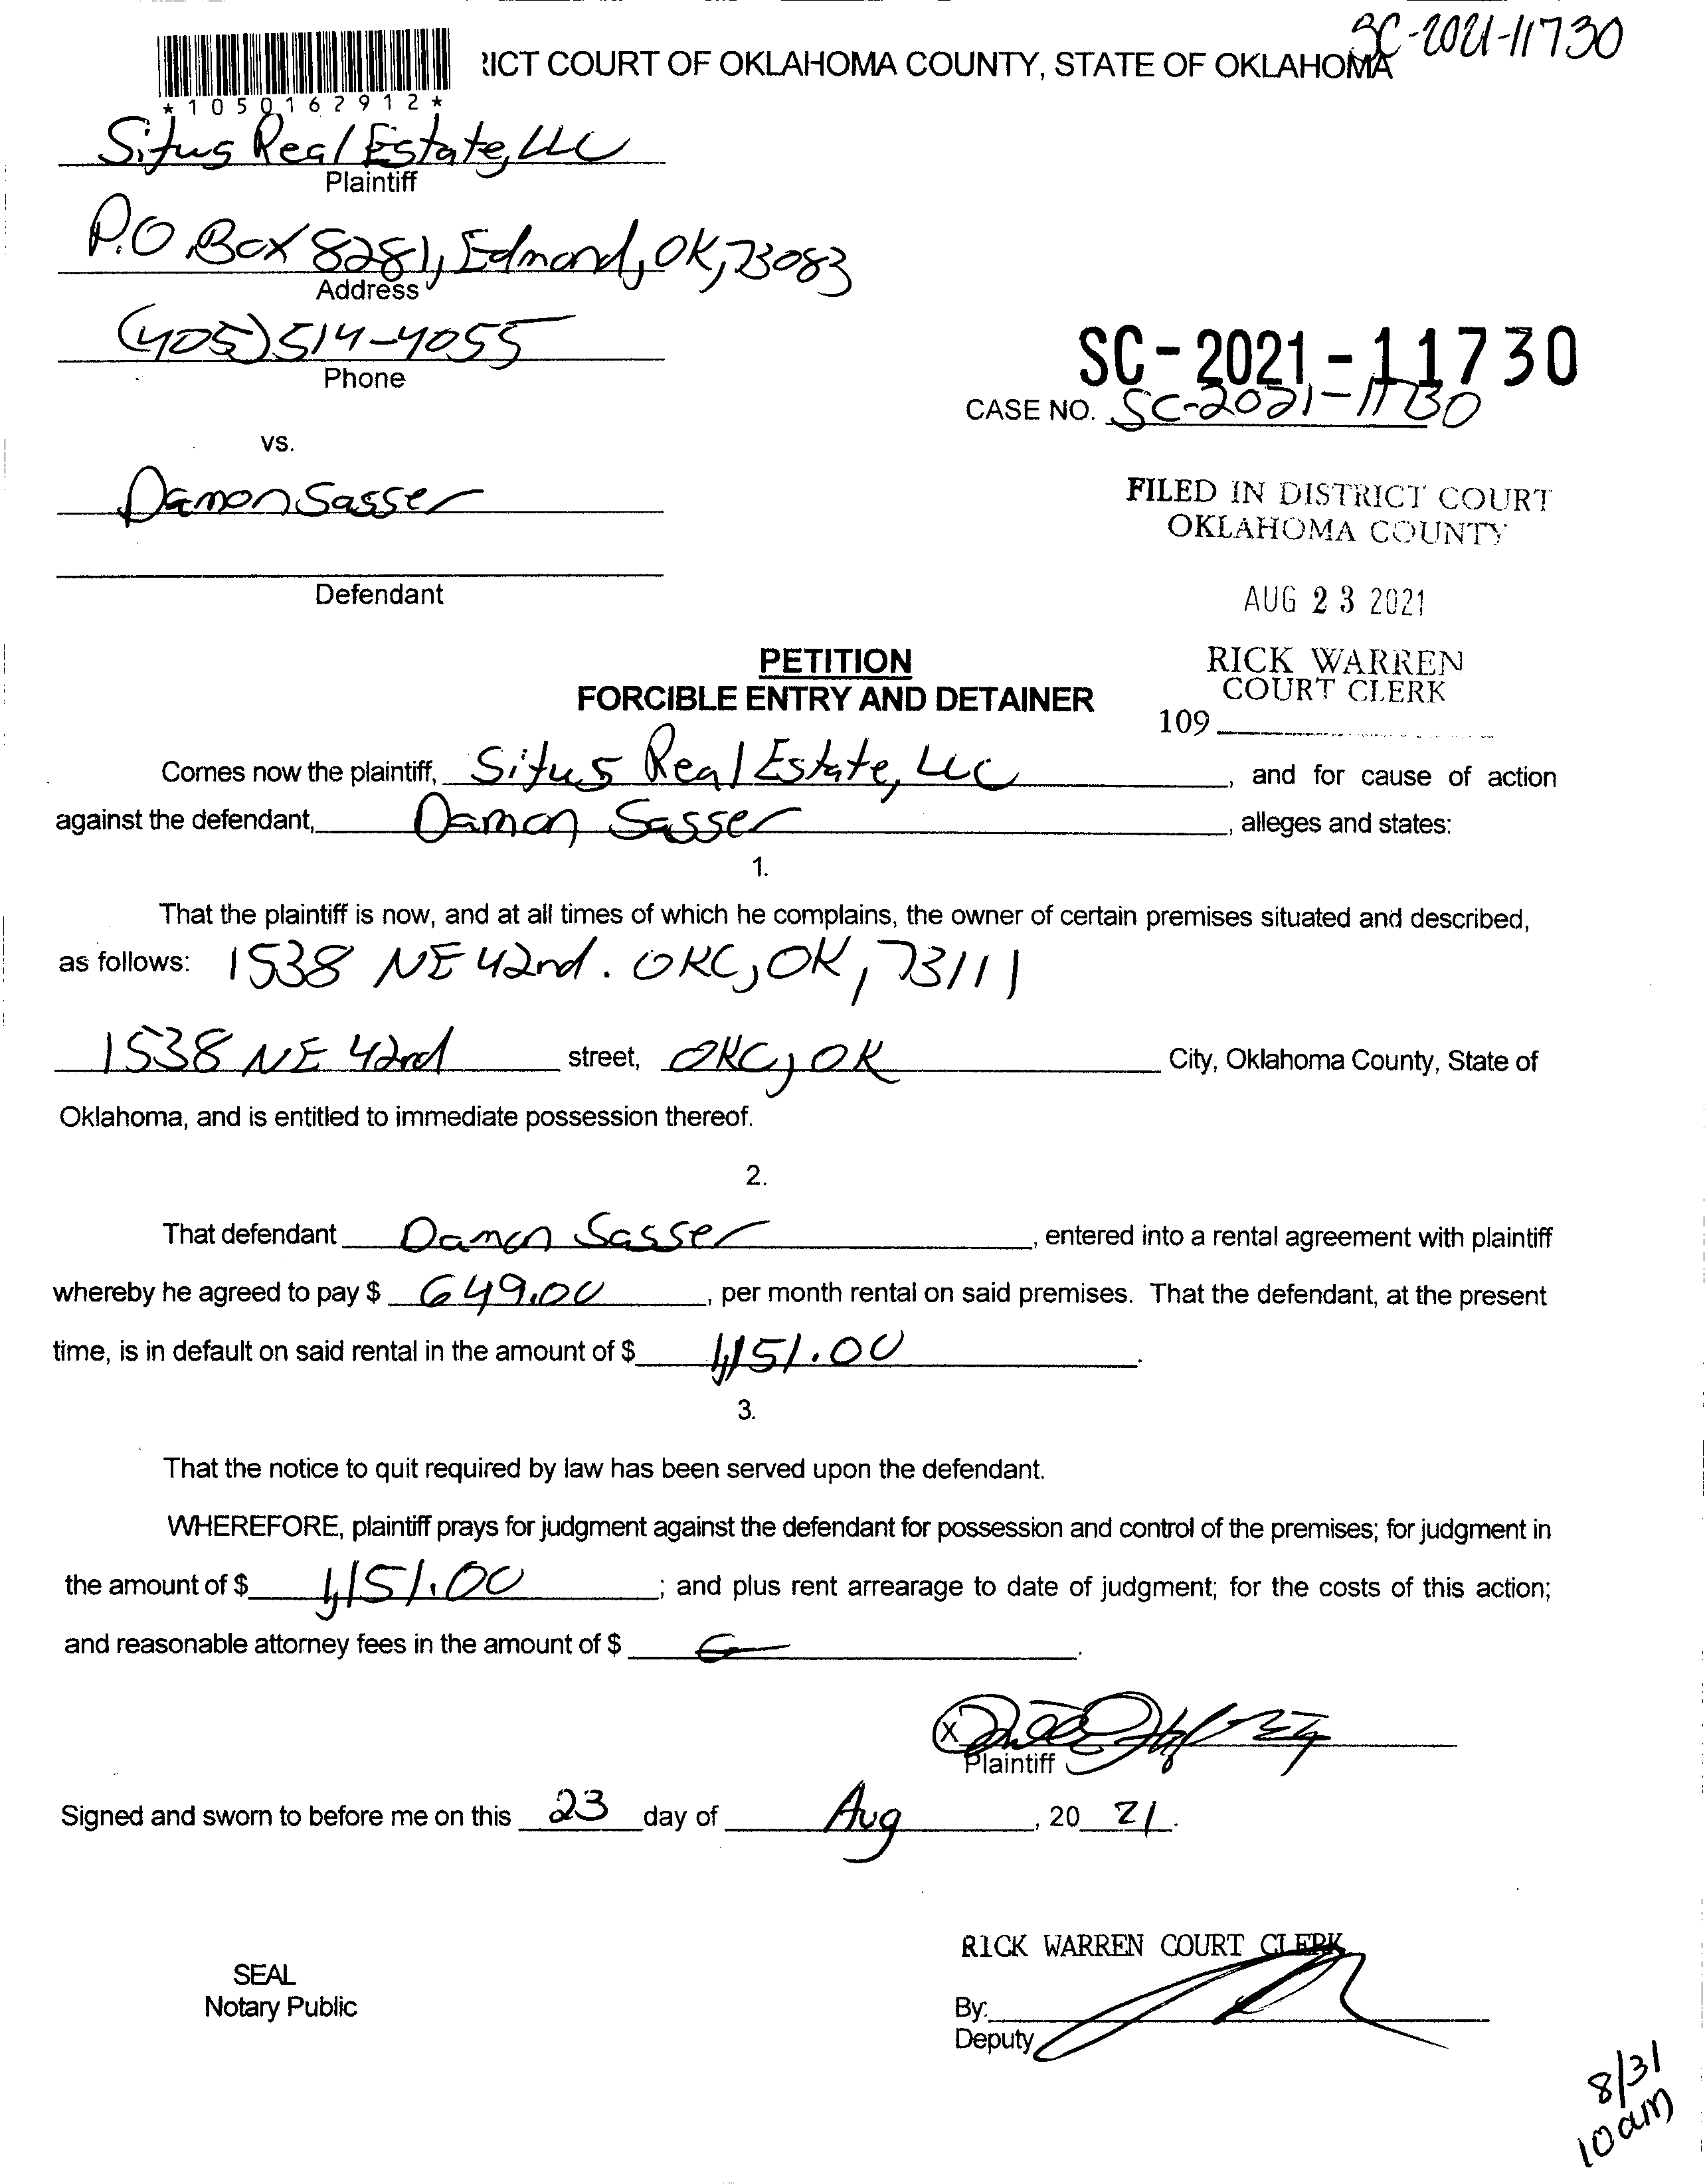 SC-2021-11730
RICT COURT OF OKLAHOMA COUNTY, STATE OF OKLAHOMA
*1050162912*
Situs Real Estate, LLC
Plaintiff
P.O Box 8281, Edmond, OK, 73083
Address
(405) 514-4055
Phone
SC-2021-11730
CASE NO. SC-2021-11730
vs.
Damon Sasser
Defendant
FILED IN DISTRICT COURT
OKLAHOMA COUNTY
AUG 23 2021
RICK WARREN
COURT CLERK
109
PETITION
FORCIBLE ENTRY AND DETAINER
Comes now the plaintiff, Situs Real Estate, LLC, and for cause of action
against the defendant, Damon Sasser, alleges and states:
1.
That the plaintiff is now, and at all times of which he complains, the owner of certain premises situated and described,
as follows: 1538 NE 42nd. OKC, OK, 73111
1538 NE 42nd street, OKC, OK City, Oklahoma County, State of
Oklahoma, and is entitled to immediate possession thereof.
2.
That defendant Damon Sasser, entered into a rental agreement with plaintiff
whereby he agreed to pay $ 649.00, per month rental on said premises. That the defendant, at the present
time, is in default on said rental in the amount of $ 1,151.00.
3.
That the notice to quit required by law has been served upon the defendant.
WHEREFORE, plaintiff prays for judgment against the defendant for possession and control of the premises; for judgment in
the amount of $ 1,151.00; and plus rent arrearage to date of judgment; for the costs of this action;
and reasonable attorney fees in the amount of $
X
Plaintiff
Signed and sworn to before me on this 23 day of Aug, 20 21.
RICK WARREN COURT CLERK
SEAL
Notary Public
By:
Deputy
8/31
10am